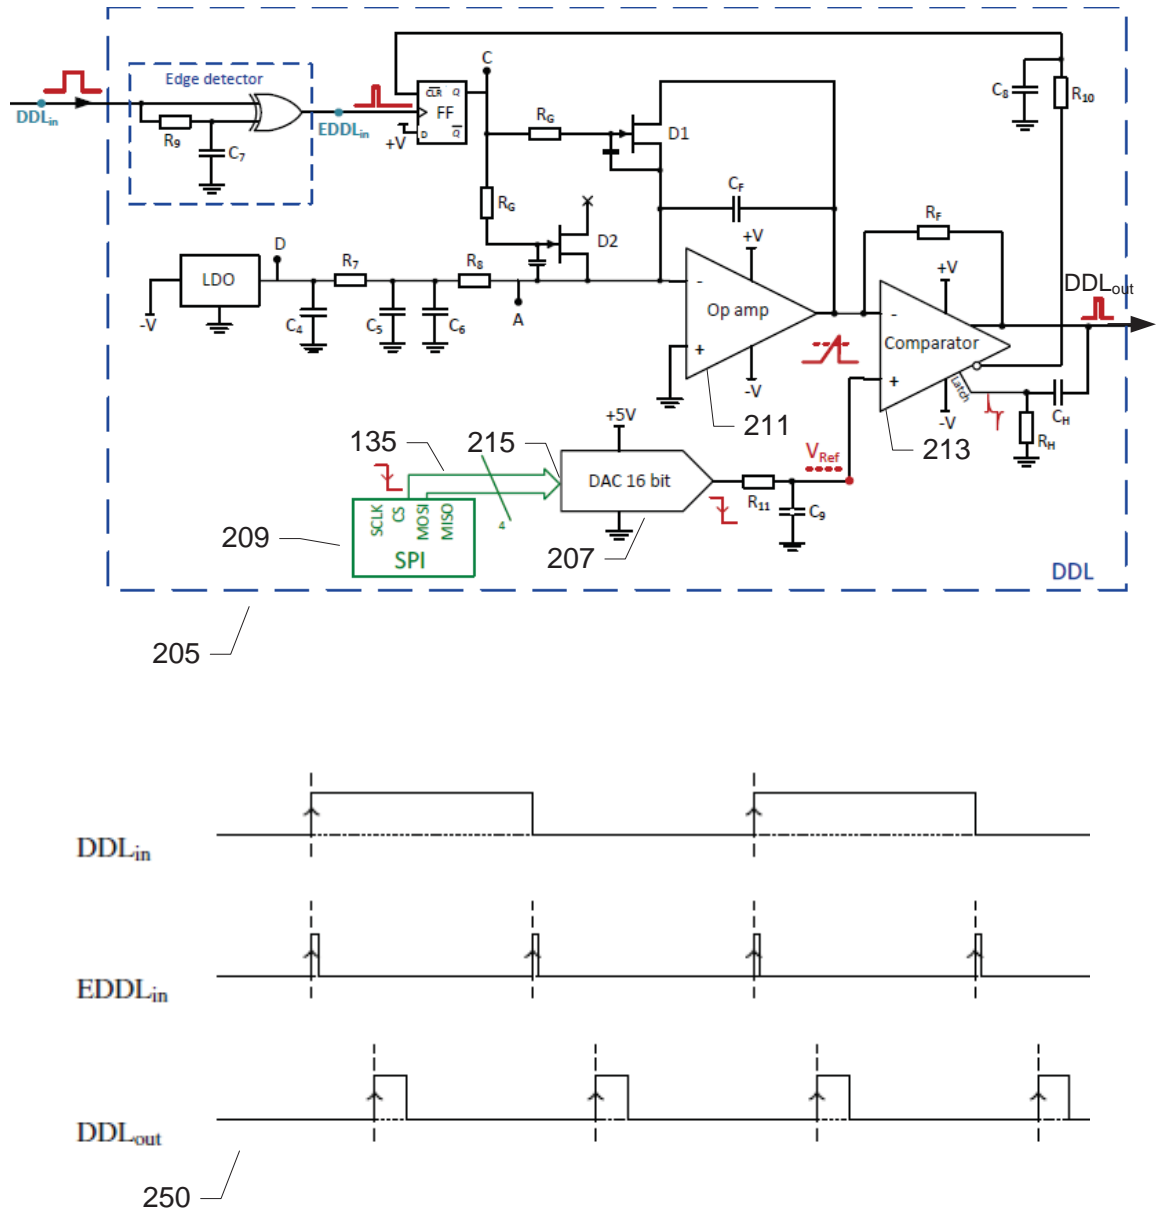 Edge detector
DDLin
R9
C7
EDDLin
CLR Q
FF
D Q
+V
C
RG
D1
C8
R10
RG
D2
CF
RF
D
LDO
-V
R7
R8
C4
C5
C6
A
+V
-
Op amp
+
-V
211
+V
-
Comparator
+
-V
Latch
213
DDLout
CH
RH
135
215
+5V
DAC 16 bit
VRef
R11
C9
207
SCLK
CS
MOSI
MISO
SPI
4
209
DDL
205
DDLin
EDDLin
DDLout
250